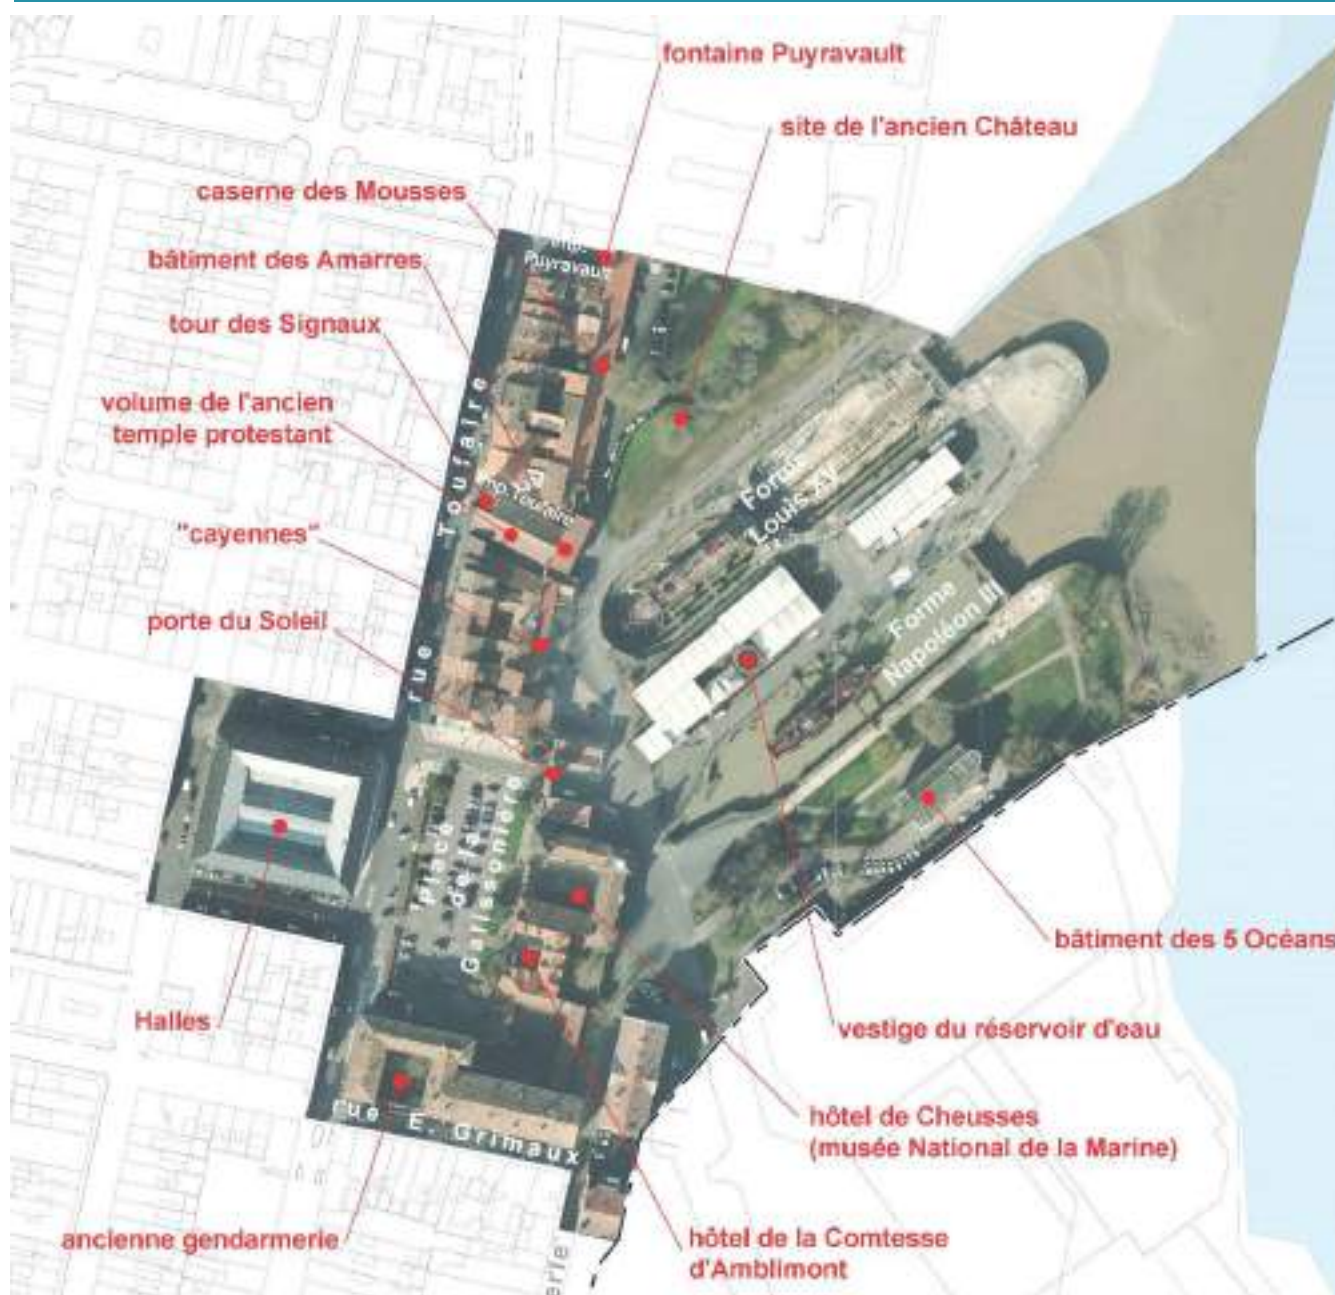 fontaine Puyravault
site de l'ancien Château
caserne des Mousses
bâtiment des Amarres
tour des Signaux
volume de l'ancien
temple protestant
"cayennes"
porte du Soleil
Puyravault
rue Toufaire
imp. Toufaire
Forme
Louis XV
Forme
Napoléon III
place
de la
Galissonière
bâtiment des 5 Océans
Halles
vestige du réservoir d'eau
rue E. Grimaux
hôtel de Cheusses
(musée National de la Marine)
ancienne gendarmerie
hôtel de la Comtesse
d'Amblimont